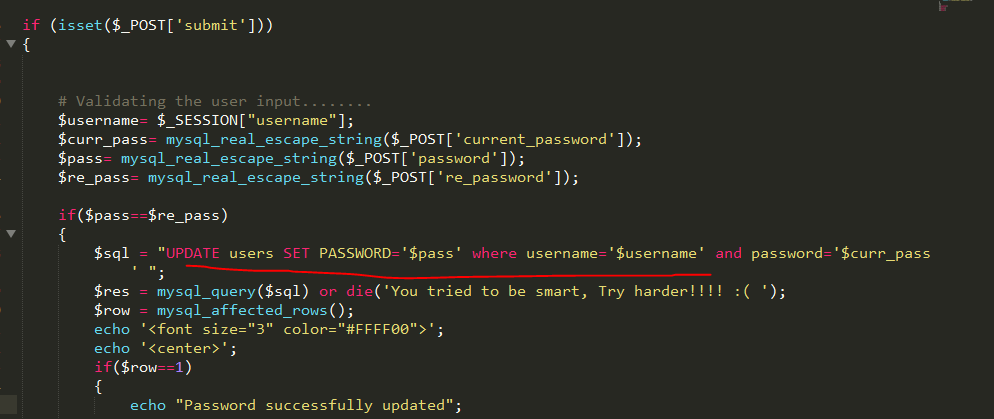 if (isset($_POST['submit']))
{
# Validating the user input........
$username= $_SESSION["username"];
$curr_pass= mysql_real_escape_string($_POST['current_password']);
$pass= mysql_real_escape_string($_POST['password']);
$re_pass= mysql_real_escape_string($_POST['re_password']);
if($pass==$re_pass)
{
$sql = "UPDATE users SET PASSWORD='$pass' where username='$username' and password='$curr_pass
' ";
$res = mysql_query($sql) or die('You tried to be smart, Try harder!!!! :( ');
$row = mysql_affected_rows();
echo '<font size="3" color="#FFFF00">';
echo '<center>';
if($row==1)
{
echo "Password successfully updated";